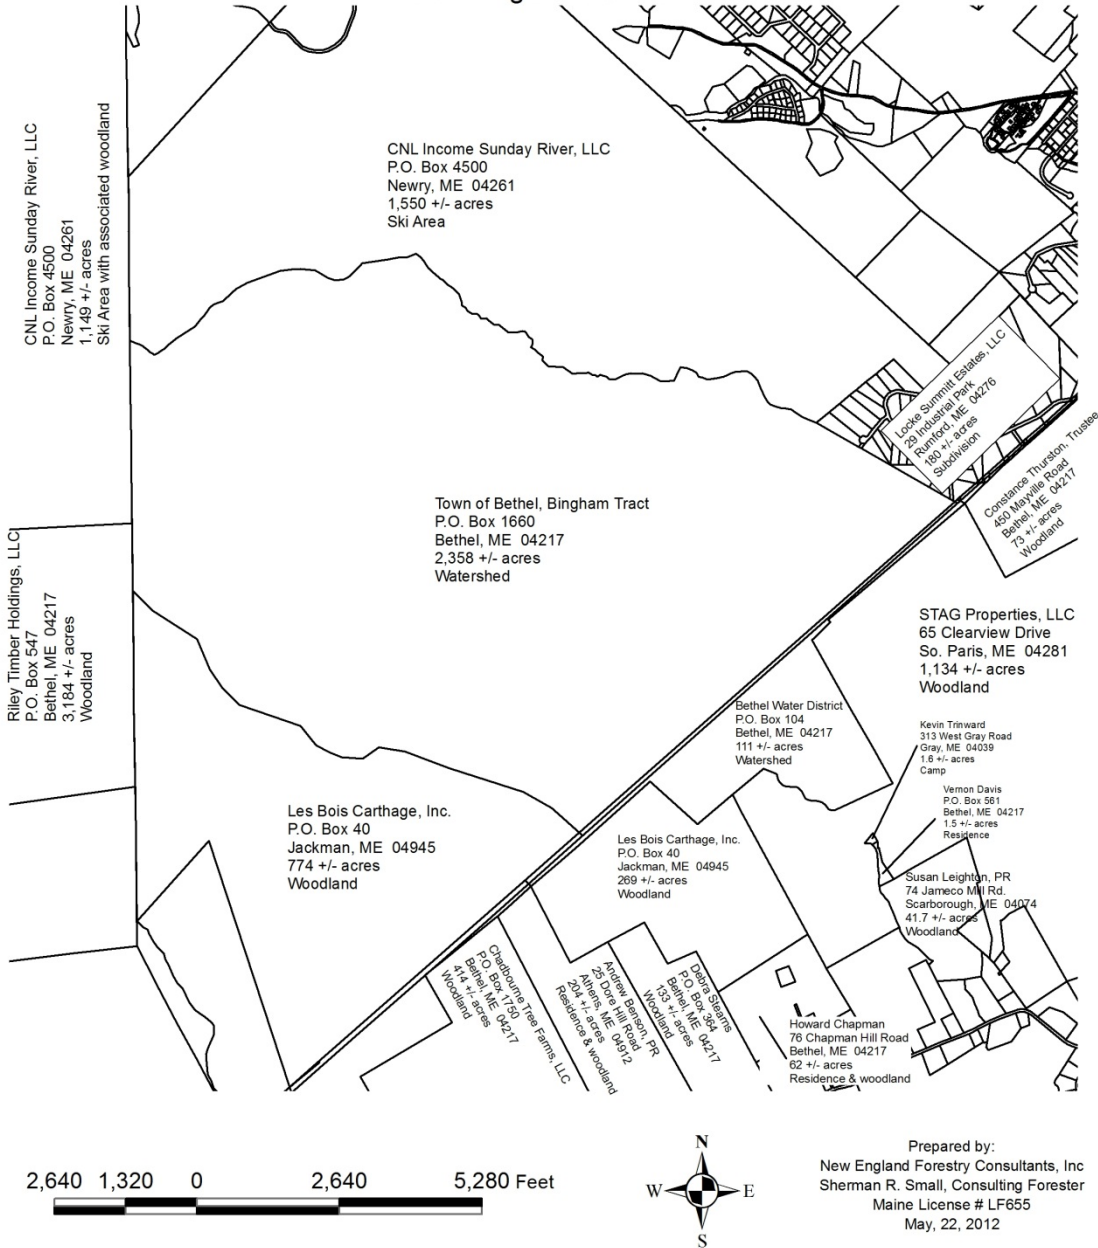 CNL Income Sunday River, LLC
P.O. Box 4500
Newry, ME 04261
1,149 +/- acres
Ski Area with associated woodland
CNL Income Sunday River, LLC
P.O. Box 4500
Newry, ME 04261
1,550 +/- acres
Ski Area
Locke Summitt Estates, LLC
29 Industrial Park
Rumford, ME 04276
180 +/- acres
Subdivision
Constance Thurston, Trustee
450 Mayville Road
Bethel, ME 04217
73 +/- acres
Woodland
Town of Bethel, Bingham Tract
P.O. Box 1660
Bethel, ME 04217
2,358 +/- acres
Watershed
Riley Timber Holdings, LLC
P.O. Box 547
Bethel, ME 04217
3,184 +/- acres
Woodland
STAG Properties, LLC
65 Clearview Drive
So. Paris, ME 04281
1,134 +/- acres
Woodland
Bethel Water District
P.O. Box 104
Bethel, ME 04217
111 +/- acres
Watershed
Kevin Trinward
313 West Gray Road
Gray, ME 04039
1.6 +/- acres
Camp
Vernon Davis
P.O. Box 561
Bethel, ME 04217
1.5 +/- acres
Residence
Les Bois Carthage, Inc.
P.O. Box 40
Jackman, ME 04945
774 +/- acres
Woodland
Les Bois Carthage, Inc.
P.O. Box 40
Jackman, ME 04945
269 +/- acres
Woodland
Susan Leighton, PR
74 Jameco Mill Rd.
Scarborough, ME 04074
41.7 +/- acres
Woodland
Chadbourne Tree Farms, LLC
P.O. Box 1750
Bethel, ME 04217
414 +/- acres
Woodland
Andrew Benson, PR
25 Dore Hill Road
Athens, ME 04912
204 +/- acres
Residence & woodland
Debra Stearns
P.O. Box 364
Bethel, ME 04217
133 +/- acres
Woodland
Howard Chapman
76 Chapman Hill Road
Bethel, ME 04217
62 +/- acres
Residence & woodland
2,640 1,320 0 2,640 5,280 Feet
N
W E
S
Prepared by:
New England Forestry Consultants, Inc
Sherman R. Small, Consulting Forester
Maine License # LF655
May, 22, 2012